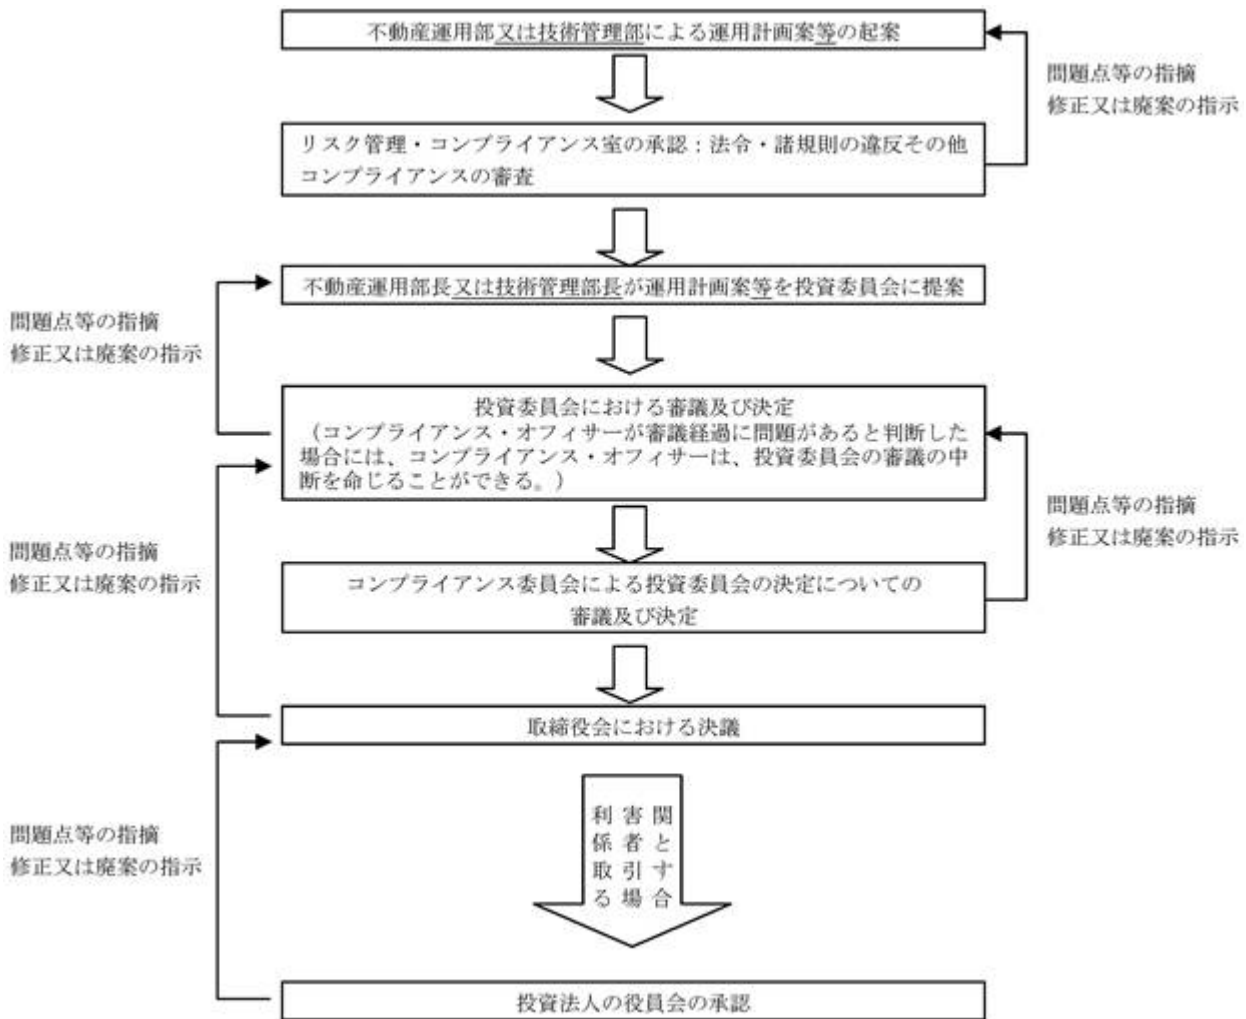 不動産運用部又は技術管理部による運用計画案等の起案
問題点等の指摘
修正又は廃案の指示
リスク管理・コンプライアンス室の承認：法令・諸規則の違反その他
コンプライアンスの審査
不動産運用部長又は技術管理部長が運用計画案等を投資委員会に提案
問題点等の指摘
修正又は廃案の指示
投資委員会における審議及び決定
（コンプライアンス・オフィサーが審議経過に問題があると判断した
場合には、コンプライアンス・オフィサーは、投資委員会の審議の中
断を命じることができる。）
問題点等の指摘
修正又は廃案の指示
問題点等の指摘
修正又は廃案の指示
コンプライアンス委員会による投資委員会の決定についての
審議及び決定
取締役会における決議
利害関
係者と
取引す
る場合
問題点等の指摘
修正又は廃案の指示
投資法人の役員会の承認